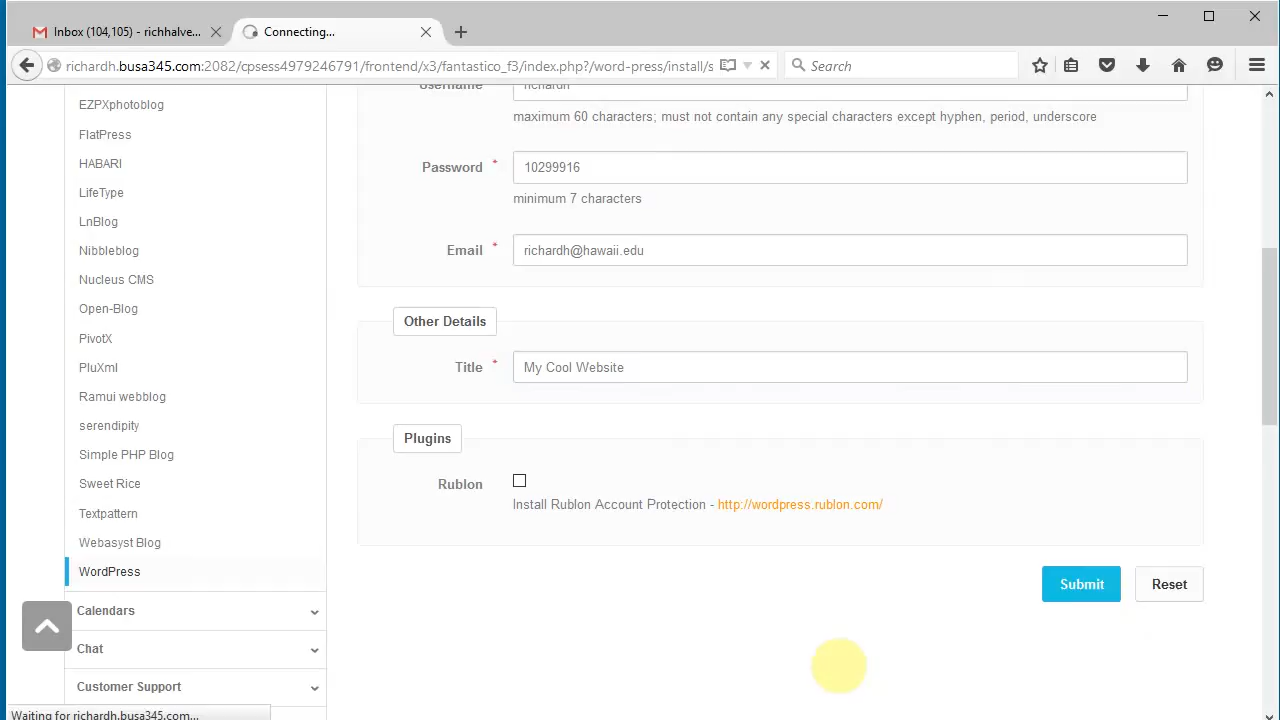 Inbox (104,105) - richhalve...
Connecting...
richardh.busa345.com:2082/cpsess4979246791/frontend/x3/fantastico_f3/index.php?/word-press/install/s
Search
EZPXphotoblog
FlatPress
HABARI
LifeType
LnBlog
Nibbleblog
Nucleus CMS
Open-Blog
PivotX
PluXml
Ramui webblog
serendipity
Simple PHP Blog
Sweet Rice
Textpattern
Webasyst Blog
WordPress
Calendars
Chat
Customer Support
Username richardh
maximum 60 characters; must not contain any special characters except hyphen, period, underscore
Password * 10299916
minimum 7 characters
Email * richardh@hawaii.edu
Other Details
Title * My Cool Website
Plugins
Rublon
Install Rublon Account Protection - http://wordpress.rublon.com/
Submit Reset
Waiting for richardh.busa345.com...